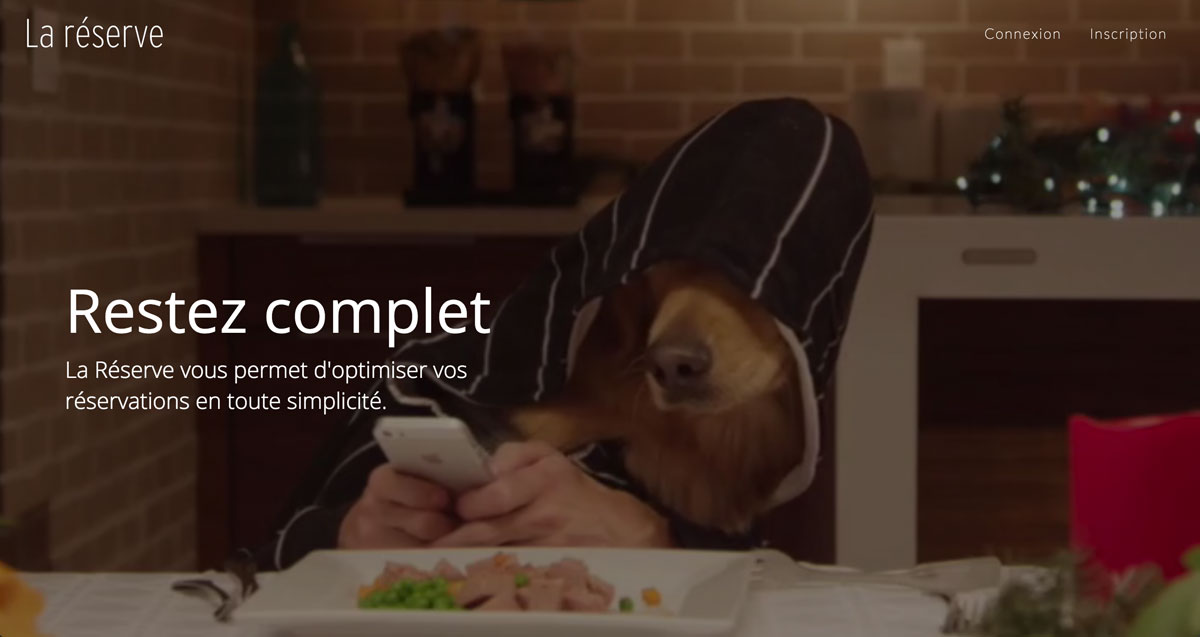 La réserve
Connexion
Inscription
Restez complet
La Réserve vous permet d'optimiser vos
réservations en toute simplicité.